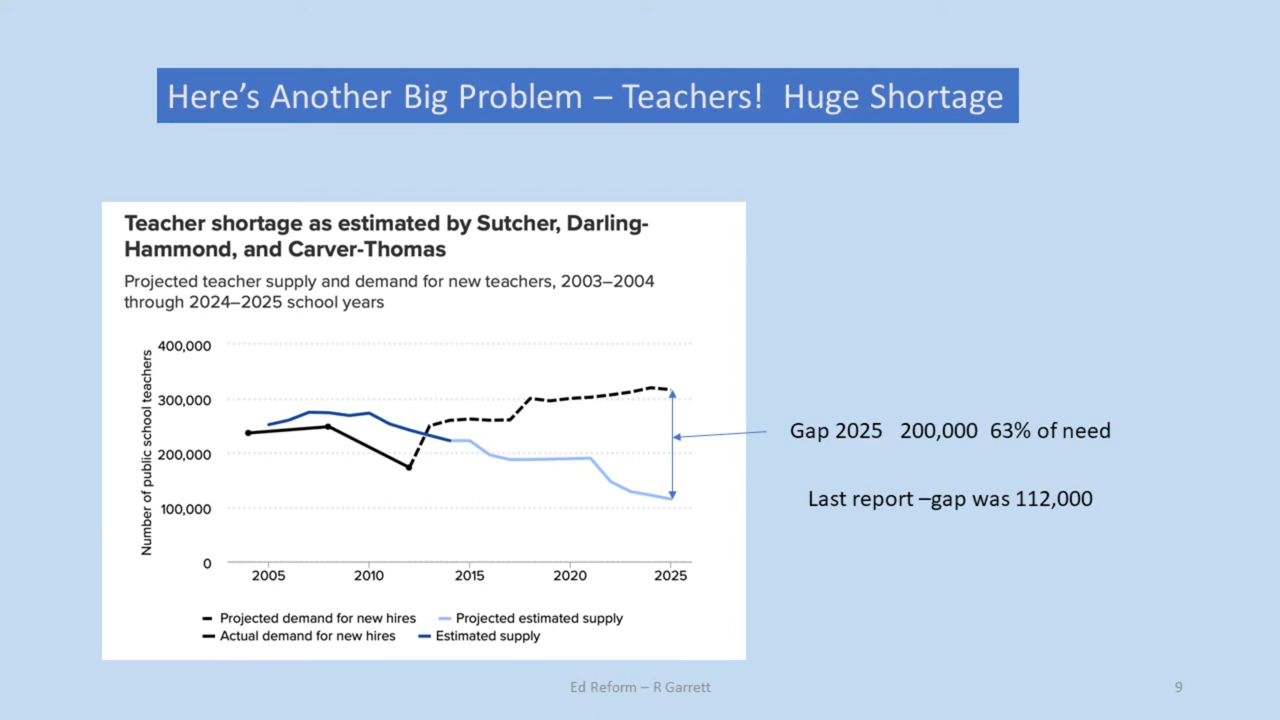 Here's Another Big Problem – Teachers!  Huge Shortage
Teacher shortage as estimated by Sutcher, Darling-
Hammond, and Carver-Thomas
Projected teacher supply and demand for new teachers, 2003–2004
through 2024–2025 school years
Number of public school teachers
400,000
300,000
200,000
100,000
0
2005 2010 2015 2020 2025
Projected demand for new hires Projected estimated supply
Actual demand for new hires Estimated supply
Gap 2025 200,000 63% of need
Last report –gap was 112,000
Ed Reform – R Garrett
9